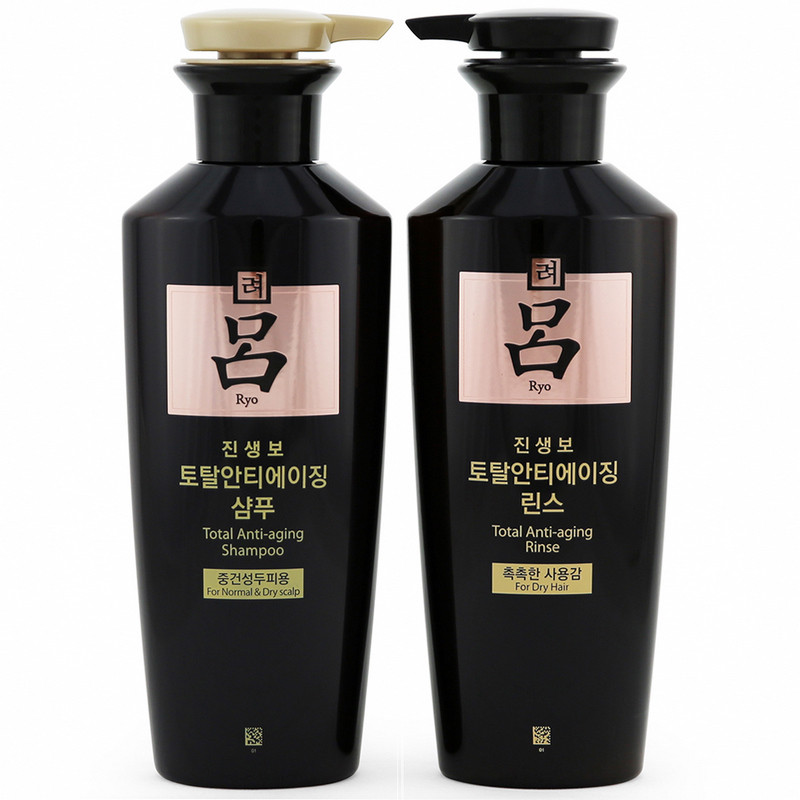 려
呂
Ryo
진생보
토탈안티에이징
샴푸
Total Anti-aging
Shampoo
중건성두피용
For Normal & Dry scalp
01
려
呂
Ryo
진생보
토탈안티에이징
린스
Total Anti-aging
Rinse
촉촉한 사용감
For Dry Hair
01